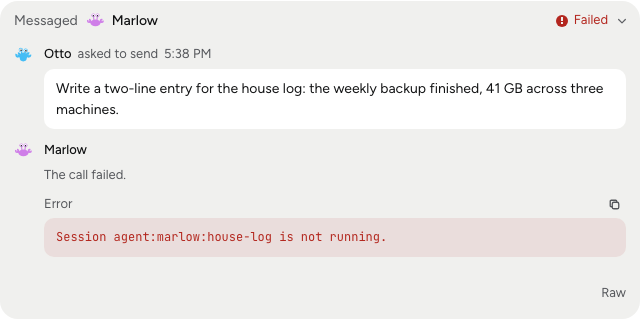 Messaged Marlow Failed
Otto asked to send 5:38 PM
Write a two-line entry for the house log: the weekly backup finished, 41 GB across three
machines.
Marlow
The call failed.
Error
Session agent:marlow:house-log is not running.
Raw